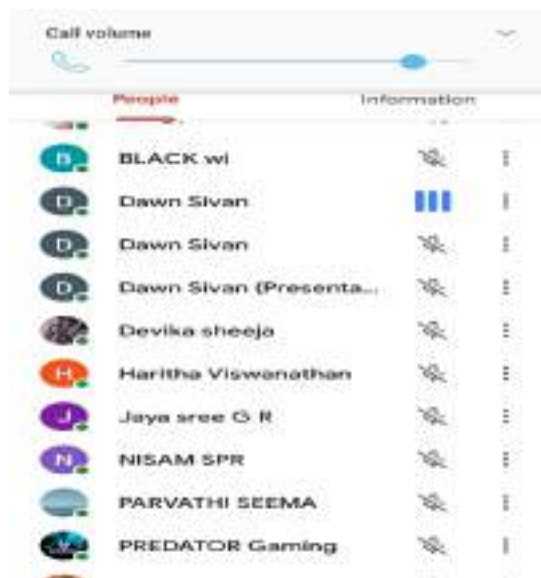 Call volume
People Information
B BLACK wi
D Dawn Sivan
D Dawn Sivan
D Dawn Sivan (Presenta...
Devika sheeja
H Haritha Viswanathan
J Jaya sree G R
N NISAM SPR
PARVATHI SEEMA
PREDATOR Gaming